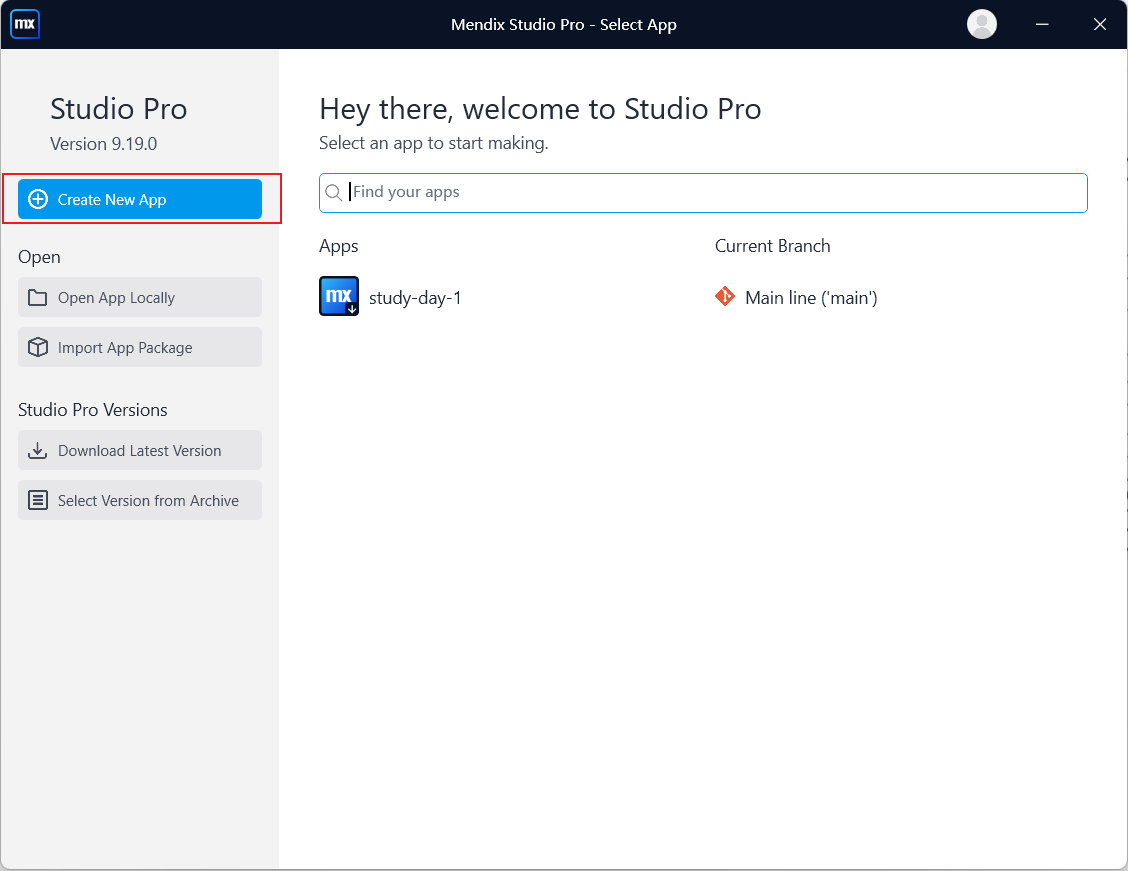 mx
Mendix Studio Pro - Select App
Studio Pro
Version 9.19.0
Create New App
Open
Open App Locally
Import App Package
Studio Pro Versions
Download Latest Version
Select Version from Archive
Hey there, welcome to Studio Pro
Select an app to start making.
Find your apps
Apps
Current Branch
mx
study-day-1
Main line ('main')